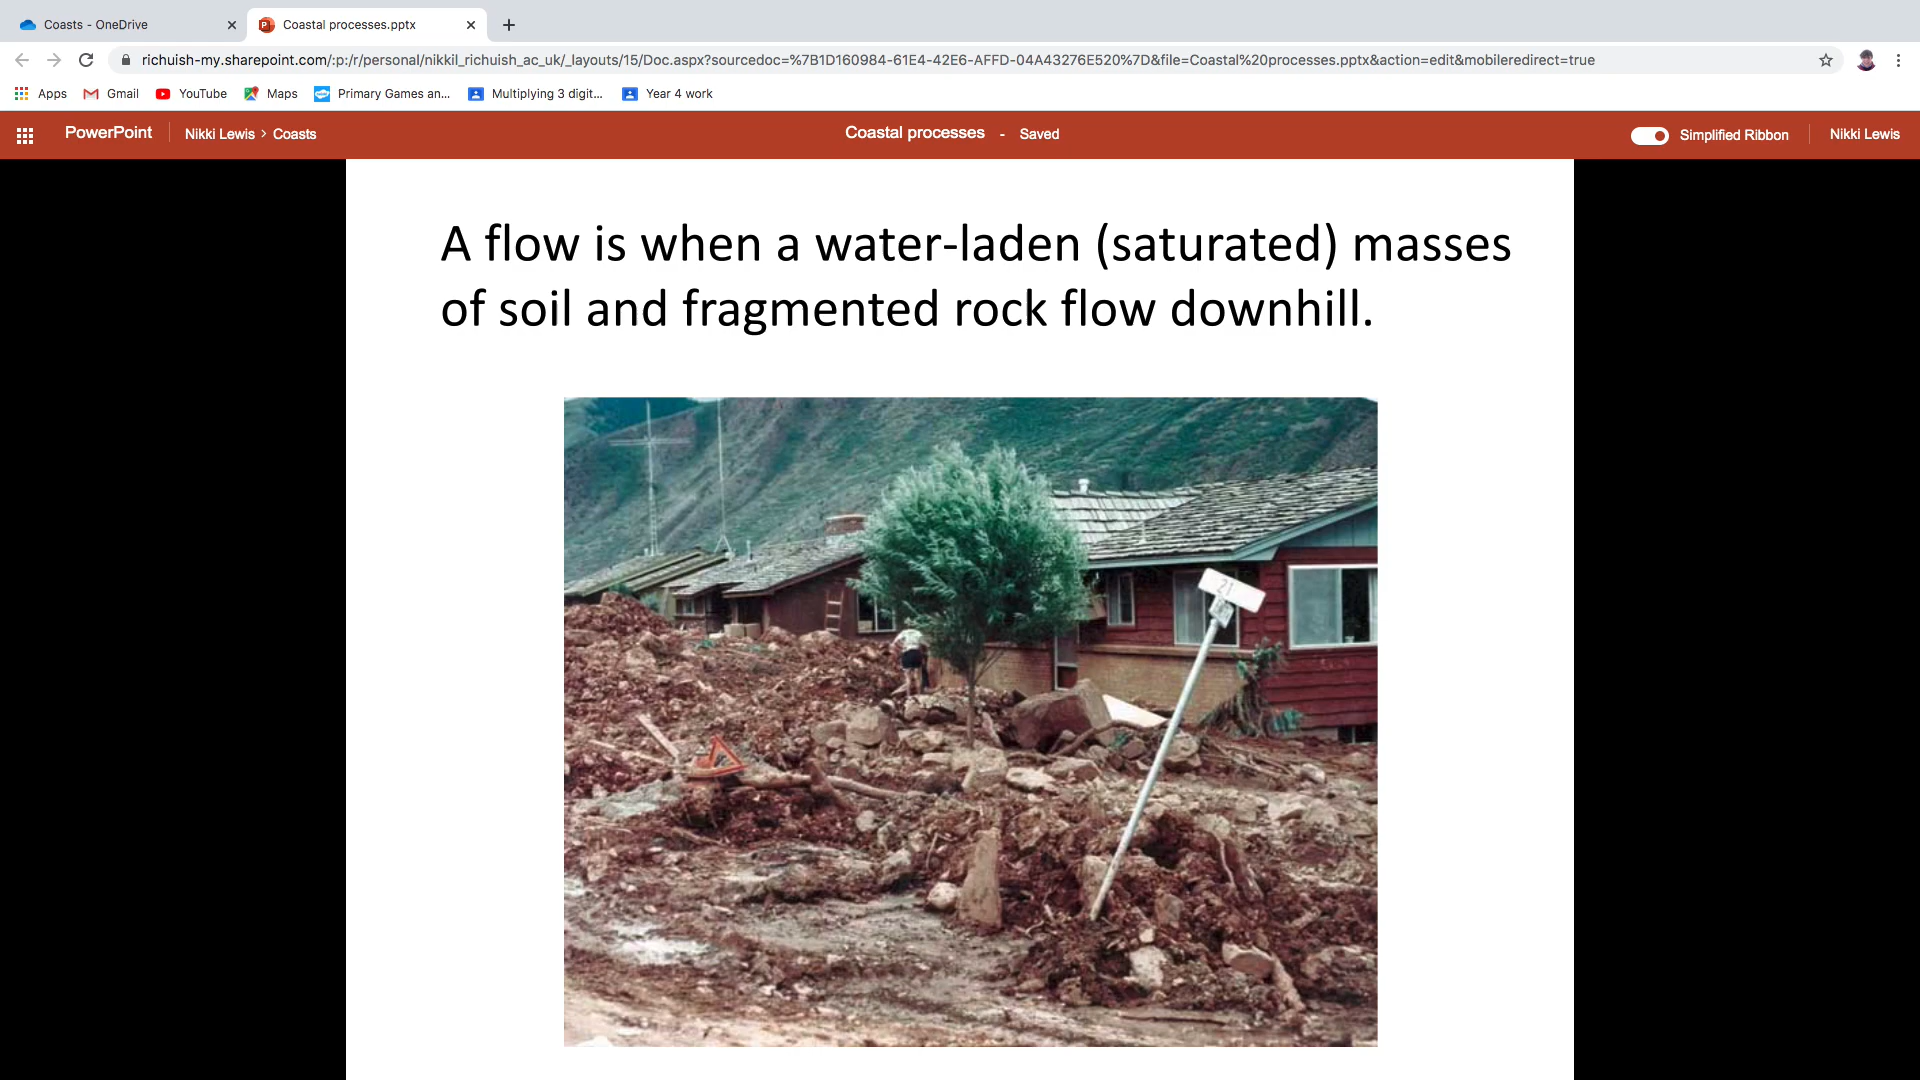 Coasts - OneDrive
Coastal processes.pptx
richuish-my.sharepoint.com/:p:/r/personal/nikkil_richuish_ac_uk/_layouts/15/Doc.aspx?sourcedoc=%7B1D160984-61E4-42E6-AFFD-04A43276E520%7D&file=Coastal%20processes.pptx&action=edit&mobileredirect=true
Apps Gmail YouTube Maps Primary Games an... Multiplying 3 digit... Year 4 work
PowerPoint Nikki Lewis > Coasts Coastal processes - Saved Simplified Ribbon Nikki Lewis
A flow is when a water-laden (saturated) masses
of soil and fragmented rock flow downhill.
21